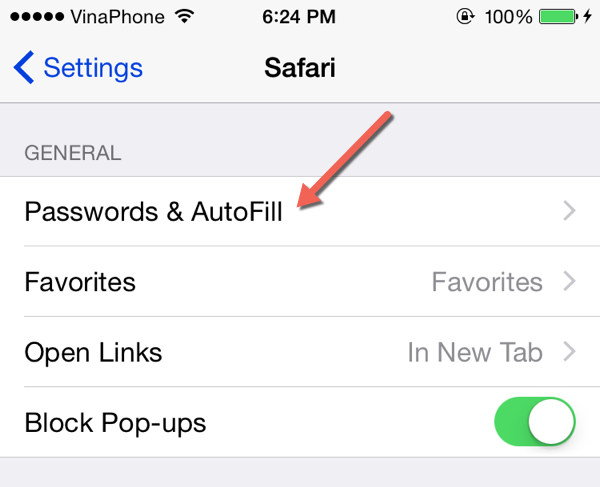 VinaPhone 6:24 PM 100%
Settings Safari
GENERAL
Passwords & AutoFill
Favorites Favorites
Open Links In New Tab
Block Pop-ups